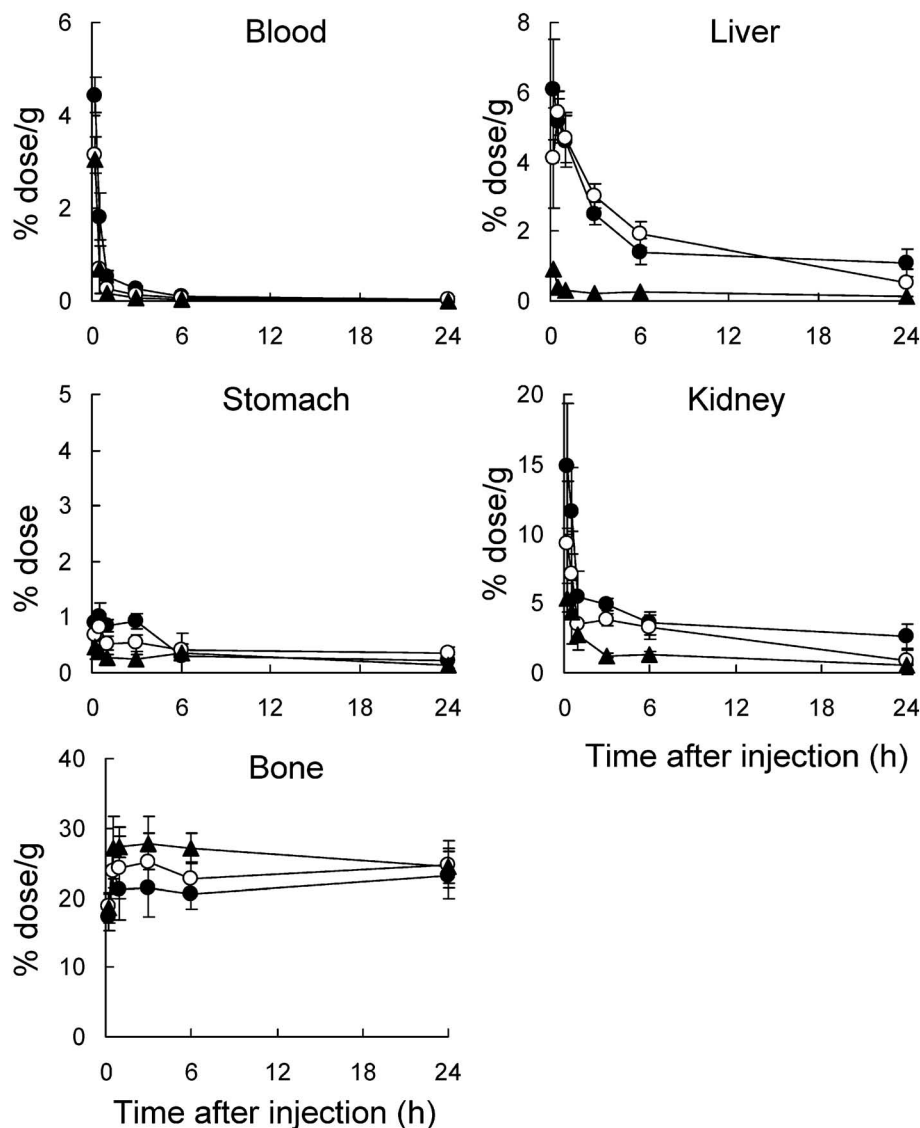 Blood
% dose/g
6
4
2
0
0 6 12 18 24
Liver
% dose/g
8
6
4
2
0
0 6 12 18 24
Stomach
% dose
5
4
3
2
1
0
0 6 12 18 24
Kidney
% dose/g
20
15
10
5
0
0 6 12 18 24
Time after injection (h)
Bone
% dose/g
40
30
20
10
0
0 6 12 18 24
Time after injection (h)